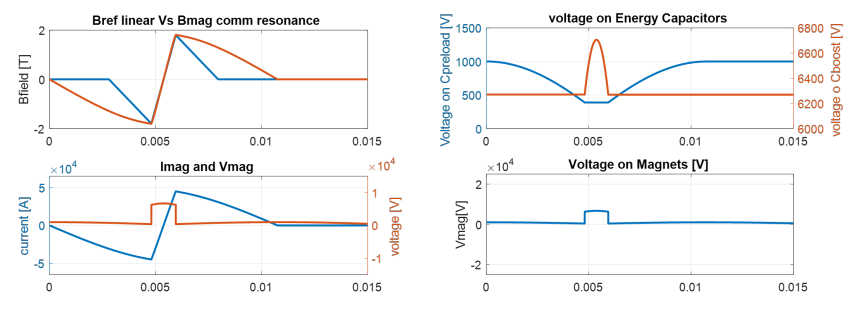 Bref linear Vs Bmag comm resonance
Bfield [T]
2
0
-2
0 0.005 0.01 0.015
voltage on Energy Capacitors
Voltage on Cpreload [V]
1500
1000
500
0
6800
6600
6400
6200
6000
voltage o Cboost [V]
0 0.005 0.01 0.015
Imag and Vmag
×10^4
×10^4
current [A]
5
0
-5
1
0
-1
voltage [V]
0 0.005 0.01 0.015
Voltage on Magnets [V]
×10^4
Vmag[V]
2
0
-2
0 0.005 0.01 0.015